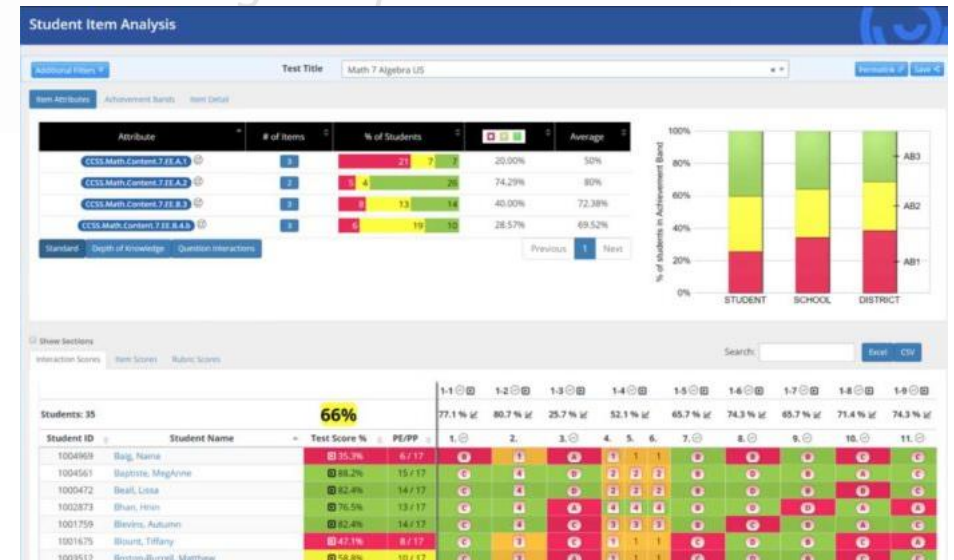 Student Item Analysis
Additional Filters
Test Title Math 7 Algebra US
Permalink Save
Item Attributes Achievement Bands Item Detail
Attribute # of Items % of Students Average
CCSS.Math.Content.7.EE.A.1 3 21 7 7 20.00% 50%
CCSS.Math.Content.7.EE.A.2 2 5 4 26 74.29% 80%
CCSS.Math.Content.7.EE.B.3 3 8 13 14 40.00% 72.38%
CCSS.Math.Content.7.EE.B.4.b 3 6 19 10 28.57% 69.52%
Standard Depth of Knowledge Question Interactions
Previous 1 Next
% of students in Achievement Band
100%
80%
60%
40%
20%
0%
AB3
AB2
AB1
STUDENT SCHOOL DISTRICT
Show Sections
Interaction Scores Item Scores Rubric Scores
Search: Excel CSV
1-1 1-2 1-3 1-4 1-5 1-6 1-7 1-8 1-9
Students: 35 66% 77.1 % 80.7 % 25.7 % 52.1 % 65.7 % 74.3 % 65.7 % 71.4 % 74.3 %
Student ID Student Name Test Score % PE/PP 1. 2. 3. 4. 5. 6. 7. 8. 9. 10. 11.
1004969 Baig, Naina 35.3% 6 / 17
1004561 Baptiste, MegAnne 88.2% 15 / 17
1000472 Beall, Lissa 82.4% 14 / 17
1002873 Bhan, Hnin 76.5% 13 / 17
1001759 Blevins, Autumn 82.4% 14 / 17
1001675 Blount, Tiffany 47.1% 8 / 17
1003512 Broton-Burrell, Matthew 58.8% 10 / 17